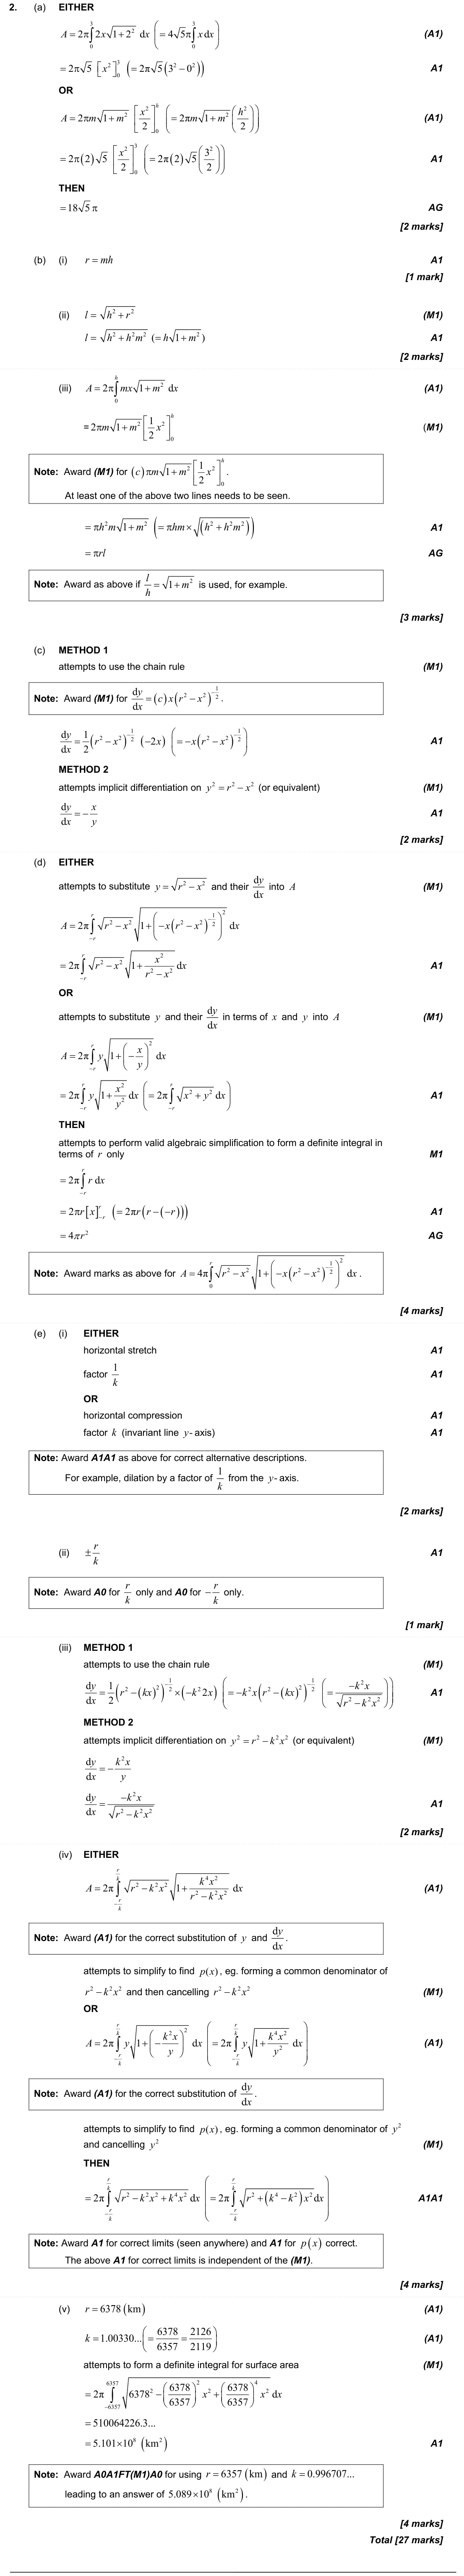 2. (a) EITHER
A = 2π∫₀³ 2x√(1+2²) dx (= 4√5π∫₀³ x dx) (A1)
= 2π√5 [x²]₀³ (= 2π√5(3²−0²)) A1
OR
A = 2πm√(1+m²) [x²/2]₀ʰ (= 2πm√(1+m²)(h²/2)) (A1)
= 2π(2)√5 [x²/2]₀³ (= 2π(2)√5(3²/2)) A1
THEN
= 18√5 π AG
[2 marks]
(b) (i) r = mh A1
[1 mark]
(ii) l = √(h²+r²) (M1)
l = √(h²+h²m²) (= h√(1+m²)) A1
[2 marks]
(iii) A = 2π∫₀ʰ mx√(1+m²) dx (A1)
= 2πm√(1+m²) [1/2 x²]₀ʰ (M1)
Note: Award (M1) for (c)πm√(1+m²) [1/2 x²]₀ʰ.
At least one of the above two lines needs to be seen.
= πh²m√(1+m²) (= πhm×√(h²+h²m²)) A1
= πrl AG
Note: Award as above if l/h = √(1+m²) is used, for example.
[3 marks]
(c) METHOD 1
attempts to use the chain rule (M1)
Note: Award (M1) for dy/dx = (c)x(r²−x²)^(−1/2).
dy/dx = 1/2(r²−x²)^(−1/2) (−2x) (= −x(r²−x²)^(−1/2)) A1
METHOD 2
attempts implicit differentiation on y² = r² − x² (or equivalent) (M1)
dy/dx = −x/y A1
[2 marks]
(d) EITHER
attempts to substitute y = √(r²−x²) and their dy/dx into A (M1)
A = 2π∫₋ᵣʳ √(r²−x²) √(1+(−x(r²−x²)^(−1/2))²) dx
= 2π∫₋ᵣʳ √(r²−x²) √(1+x²/(r²−x²)) dx A1
OR
attempts to substitute y and their dy/dx in terms of x and y into A (M1)
A = 2π∫₋ᵣʳ y√(1+(−x/y)²) dx
= 2π∫₋ᵣʳ y√(1+x²/y²) dx (= 2π∫₋ᵣʳ √(x²+y²) dx) A1
THEN
attempts to perform valid algebraic simplification to form a definite integral in
terms of r only M1
= 2π∫₋ᵣʳ r dx
= 2πr[x]₋ᵣʳ (= 2πr(r−(−r))) A1
= 4πr² AG
Note: Award marks as above for A = 4π∫₀ʳ √(r²−x²) √(1+(−x(r²−x²)^(−1/2))²) dx.
[4 marks]
(e) (i) EITHER
horizontal stretch A1
factor 1/k A1
OR
horizontal compression A1
factor k (invariant line y-axis) A1
Note: Award A1A1 as above for correct alternative descriptions.
For example, dilation by a factor of 1/k from the y-axis.
[2 marks]
(ii) ±r/k A1
Note: Award A0 for r/k only and A0 for −r/k only.
[1 mark]
(iii) METHOD 1
attempts to use the chain rule (M1)
dy/dx = 1/2(r²−(kx)²)^(−1/2) × (−k²2x) (= −k²x(r²−(kx)²)^(−1/2) (= −k²x/√(r²−k²x²))) A1
METHOD 2
attempts implicit differentiation on y² = r² − k²x² (or equivalent) (M1)
dy/dx = −k²x/y
dy/dx = −k²x/√(r²−k²x²) A1
[2 marks]
(iv) EITHER
A = 2π∫_(−r/k)^(r/k) √(r²−k²x²) √(1+k⁴x²/(r²−k²x²)) dx (A1)
Note: Award (A1) for the correct substitution of y and dy/dx.
attempts to simplify to find p(x), eg. forming a common denominator of
r² − k²x² and then cancelling r² − k²x² (M1)
OR
A = 2π∫_(−r/k)^(r/k) y√(1+(−k²x/y)²) dx (= 2π∫_(−r/k)^(r/k) y√(1+k⁴x²/y²) dx) (A1)
Note: Award (A1) for the correct substitution of dy/dx.
attempts to simplify to find p(x), eg. forming a common denominator of y²
and cancelling y² (M1)
THEN
= 2π∫_(−r/k)^(r/k) √(r²−k²x²+k⁴x²) dx (= 2π∫_(−r/k)^(r/k) √(r²+(k⁴−k²)x²) dx) A1A1
Note: Award A1 for correct limits (seen anywhere) and A1 for p(x) correct.
The above A1 for correct limits is independent of the (M1).
[4 marks]
(v) r = 6378 (km) (A1)
k = 1.00330...(= 6378/6357 = 2126/2119) (A1)
attempts to form a definite integral for surface area (M1)
= 2π∫₋₆₃₅₇⁶³⁵⁷ √(6378² − (6378/6357)² x² + (6378/6357)⁴ x²) dx
= 510064226.3...
= 5.101×10⁸ (km²) A1
Note: Award A0A1FT(M1)A0 for using r = 6357 (km) and k = 0.996707...
leading to an answer of 5.089×10⁸ (km²).
[4 marks]
Total [27 marks]